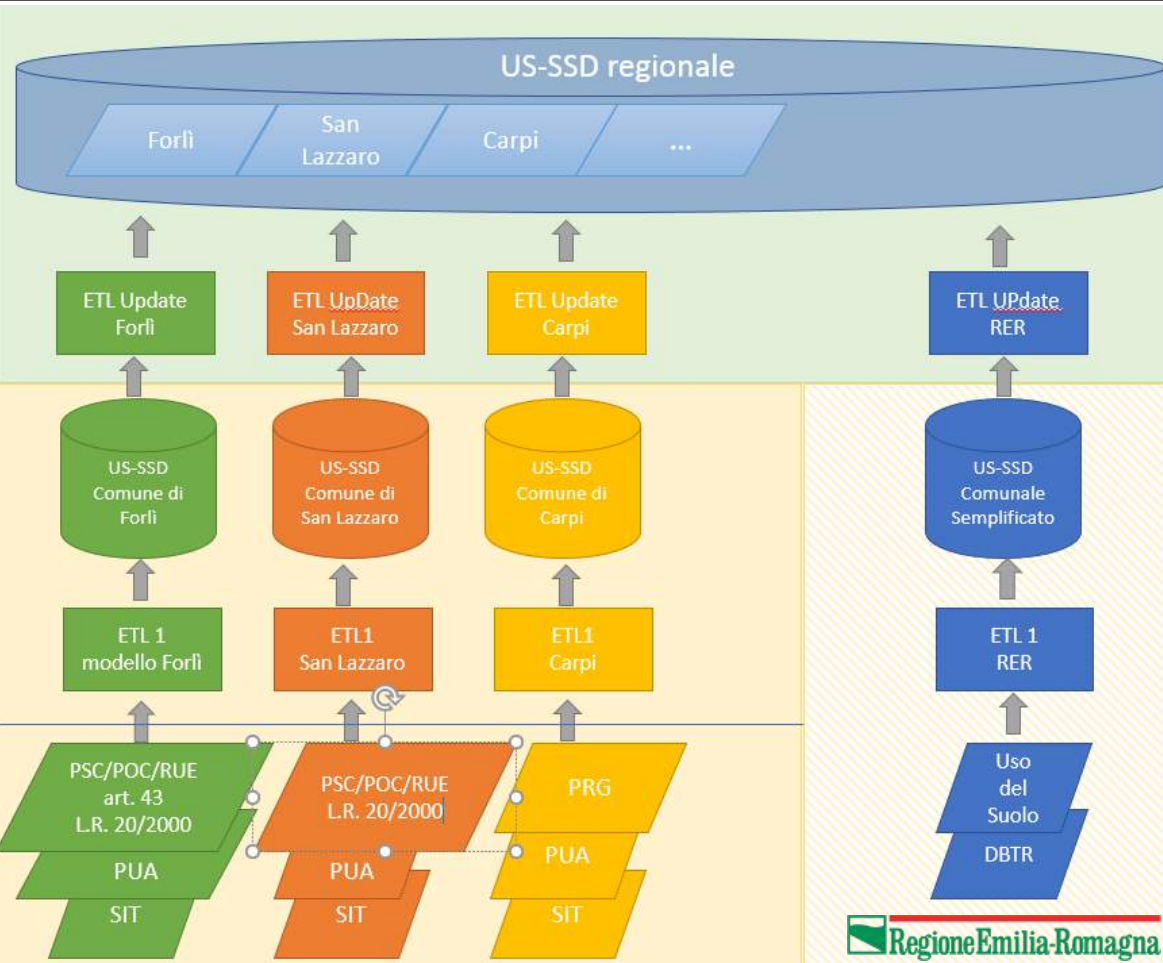 US-SSD regionale
Forlì
San
Lazzaro
Carpi
...
ETL Update
Forlì
ETL UpDate
San Lazzaro
ETL Update
Carpi
ETL UPdate
RER
US-SSD
Comune di
Forlì
US-SSD
Comune di
San Lazzaro
US-SSD
Comune di
Carpi
US-SSD
Comunale
Semplificato
ETL 1
modello Forlì
ETL1
San Lazzaro
ETL1
Carpi
ETL 1
RER
PSC/POC/RUE
art. 43
L.R. 20/2000
PUA
SIT
PSC/POC/RUE
L.R. 20/2000
PUA
SIT
PRG
PUA
SIT
Uso
del
Suolo
DBTR
RegioneEmilia-Romagna